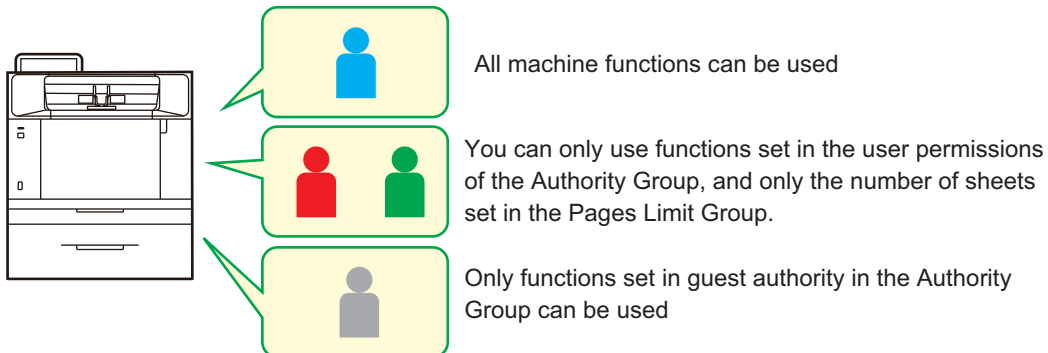 All machine functions can be used
You can only use functions set in the user permissions
of the Authority Group, and only the number of sheets
set in the Pages Limit Group.
Only functions set in guest authority in the Authority
Group can be used